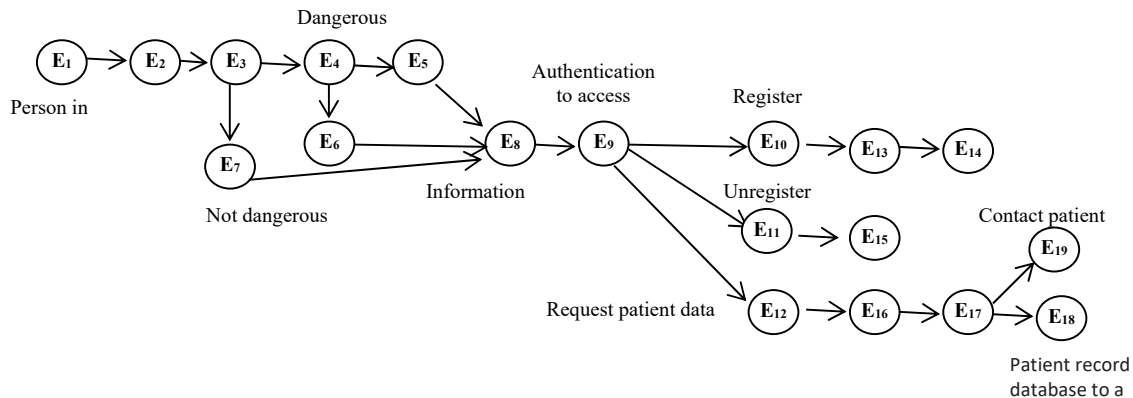 Dangerous
E1
E2
E3
E4
E5
Person in
Authentication
to access
Register
E6
E7
E8
E9
E10
E13
E14
Not dangerous
Information
Unregister
E11
E15
Contact patient
E19
Request patient data
E12
E16
E17
E18
Patient record
database to a